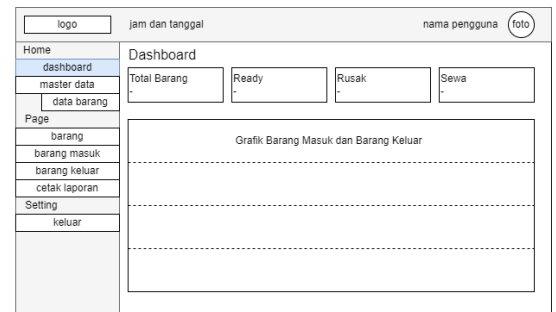 logo
jam dan tanggal
nama pengguna
foto
Home
dashboard
master data
data barang
Page
barang
barang masuk
barang keluar
cetak laporan
Setting
keluar
Dashboard
Total Barang
-
Ready
-
Rusak
-
Sewa
-
Grafik Barang Masuk dan Barang Keluar